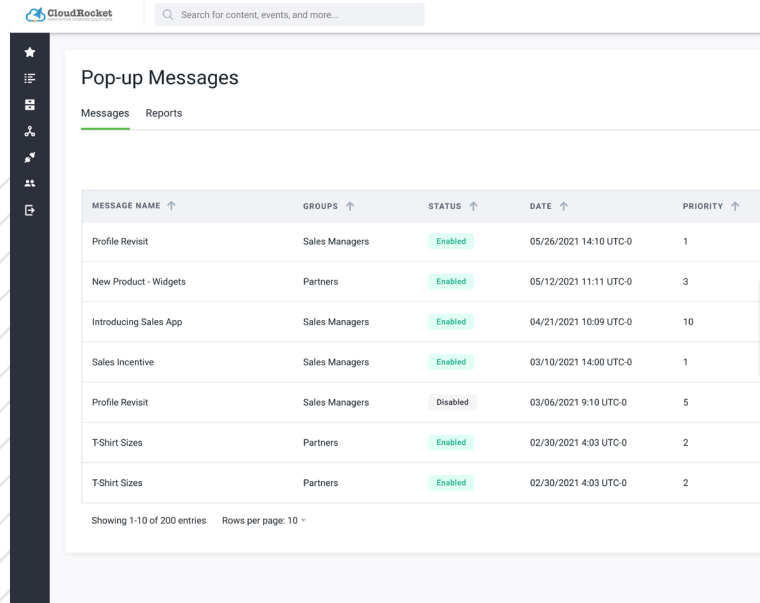 CloudRocket
INNOVATIVE STORAGE SOLUTIONS
Search for content, events, and more...
Pop-up Messages
Messages Reports
MESSAGE NAME GROUPS STATUS DATE PRIORITY
Profile Revisit Sales Managers Enabled 05/26/2021 14:10 UTC-0 1
New Product - Widgets Partners Enabled 05/12/2021 11:11 UTC-0 3
Introducing Sales App Sales Managers Enabled 04/21/2021 10:09 UTC-0 10
Sales Incentive Sales Managers Enabled 03/10/2021 14:00 UTC-0 1
Profile Revisit Sales Managers Disabled 03/06/2021 9:10 UTC-0 5
T-Shirt Sizes Partners Enabled 02/30/2021 4:03 UTC-0 2
T-Shirt Sizes Partners Enabled 02/30/2021 4:03 UTC-0 2
Showing 1-10 of 200 entries Rows per page: 10